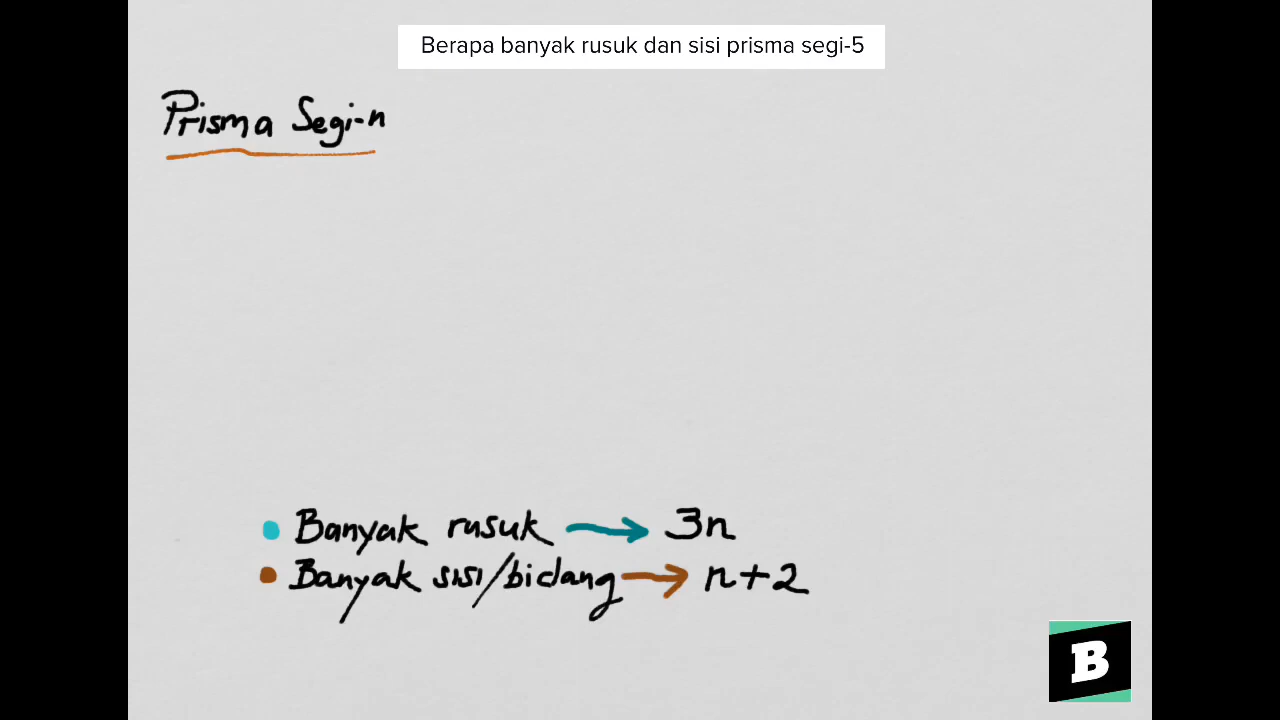 Berapa banyak rusuk dan sisi prisma segi-5
Prisma Segi-n
Banyak rusuk → 3n
Banyak sisi/bidang → n+2
B